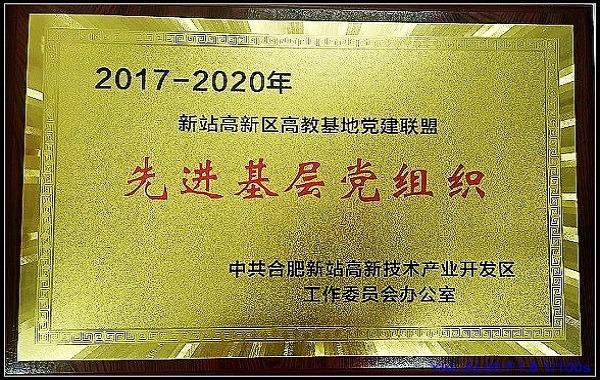 2017-2020年
新站高新区高教基地党建联盟
先进基层党组织
中共合肥新站高新技术产业开发区
工作委员会办公室